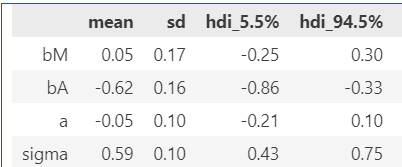 mean sd hdi_5.5% hdi_94.5%
bM 0.05 0.17 -0.25 0.30
bA -0.62 0.16 -0.86 -0.33
a -0.05 0.10 -0.21 0.10
sigma 0.59 0.10 0.43 0.75